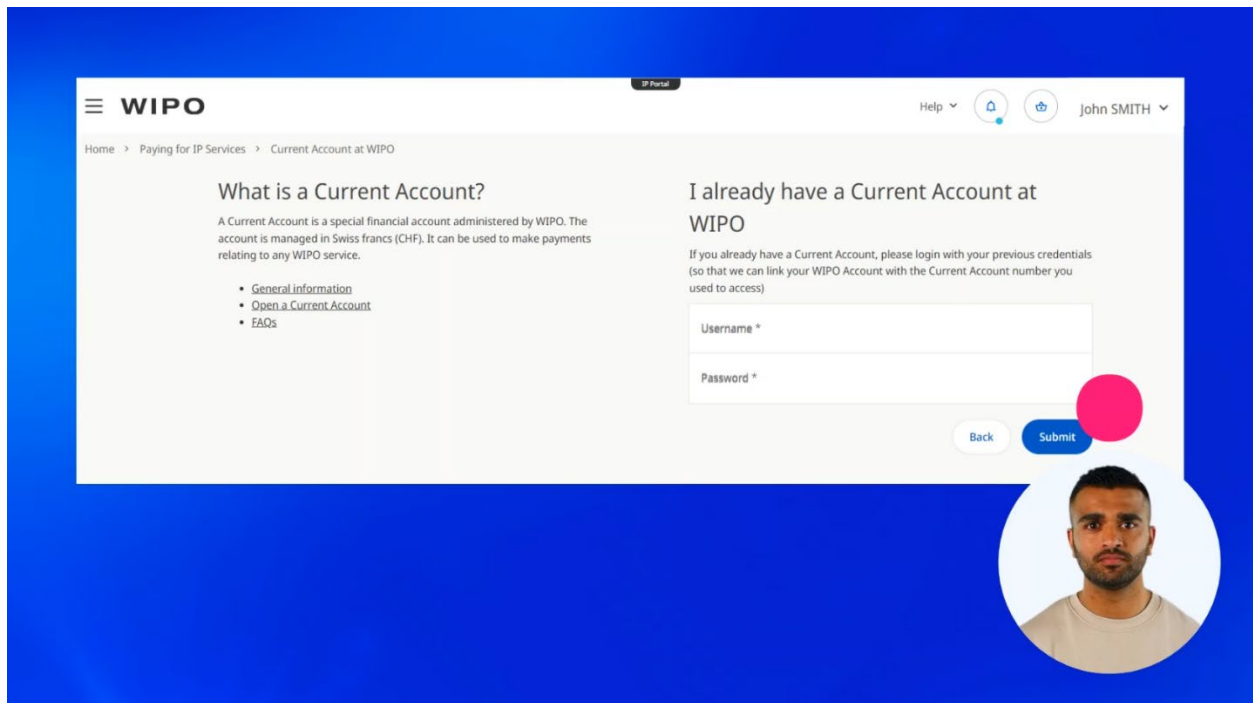 IP Portal
WIPO
Help
John SMITH
Home > Paying for IP Services > Current Account at WIPO
What is a Current Account?
A Current Account is a special financial account administered by WIPO. The
account is managed in Swiss francs (CHF). It can be used to make payments
relating to any WIPO service.
• General information
• Open a Current Account
• FAQs
I already have a Current Account at
WIPO
If you already have a Current Account, please login with your previous credentials
(so that we can link your WIPO Account with the Current Account number you
used to access)
Username *
Password *
Back
Submit